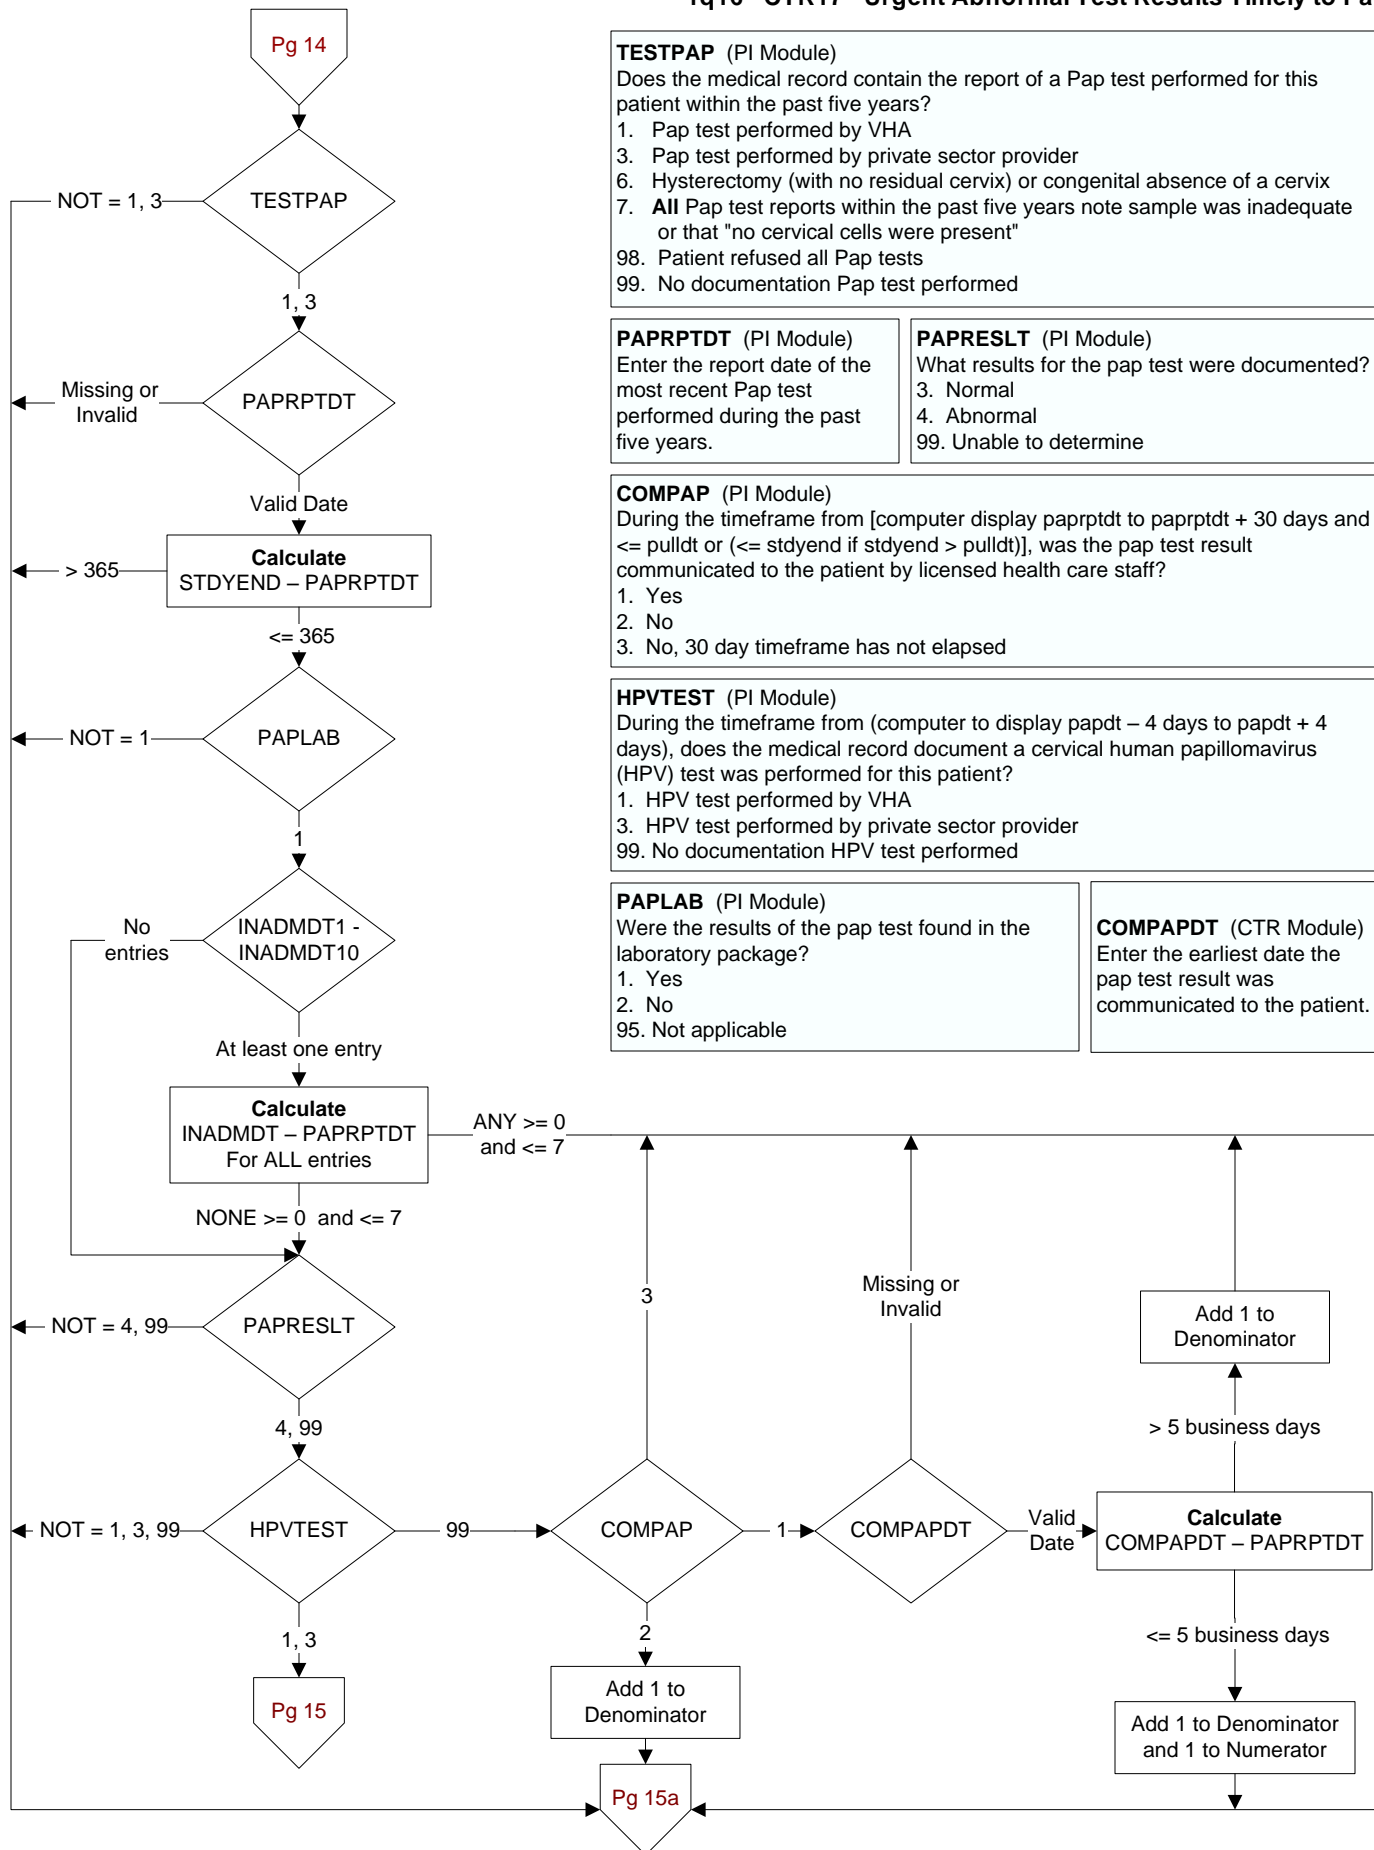 1q16 CTR17 Urgent Abnormal Test Results Timely to Pa
Pg 14
TESTPAP (PI Module)
Does the medical record contain the report of a Pap test performed for this
patient within the past five years?
1. Pap test performed by VHA
3. Pap test performed by private sector provider
6. Hysterectomy (with no residual cervix) or congenital absence of a cervix
7. All Pap test reports within the past five years note sample was inadequate
or that "no cervical cells were present"
98. Patient refused all Pap tests
99. No documentation Pap test performed
NOT = 1, 3
TESTPAP
1, 3
PAPRPTDT (PI Module)
Enter the report date of the
most recent Pap test
performed during the past
five years.
PAPRESLT (PI Module)
What results for the pap test were documented?
3. Normal
4. Abnormal
99. Unable to determine
Missing or
Invalid
PAPRPTDT
Valid Date
COMPAP (PI Module)
During the timeframe from [computer display paprptdt to paprptdt + 30 days and
<= pulldt or (<= stdyend if stdyend > pulldt)], was the pap test result
communicated to the patient by licensed health care staff?
1. Yes
2. No
3. No, 30 day timeframe has not elapsed
> 365
Calculate
STDYEND – PAPRPTDT
<= 365
HPVTEST (PI Module)
During the timeframe from (computer to display papdt – 4 days to papdt + 4
days), does the medical record document a cervical human papillomavirus
(HPV) test was performed for this patient?
1. HPV test performed by VHA
3. HPV test performed by private sector provider
99. No documentation HPV test performed
NOT = 1
PAPLAB
1
PAPLAB (PI Module)
Were the results of the pap test found in the
laboratory package?
1. Yes
2. No
95. Not applicable
COMPAPDT (CTR Module)
Enter the earliest date the
pap test result was
communicated to the patient.
No
entries
INADMDT1 -
INADMDT10
At least one entry
Calculate
INADMDT – PAPRPTDT
For ALL entries
ANY >= 0
and <= 7
NONE >= 0 and <= 7
NOT = 4, 99
PAPRESLT
3
Missing or
Invalid
Add 1 to
Denominator
4, 99
> 5 business days
NOT = 1, 3, 99
HPVTEST
99
COMPAP
1
COMPAPDT
Valid
Date
Calculate
COMPAPDT – PAPRPTDT
1, 3
2
<= 5 business days
Pg 15
Add 1 to
Denominator
Add 1 to Denominator
and 1 to Numerator
Pg 15a